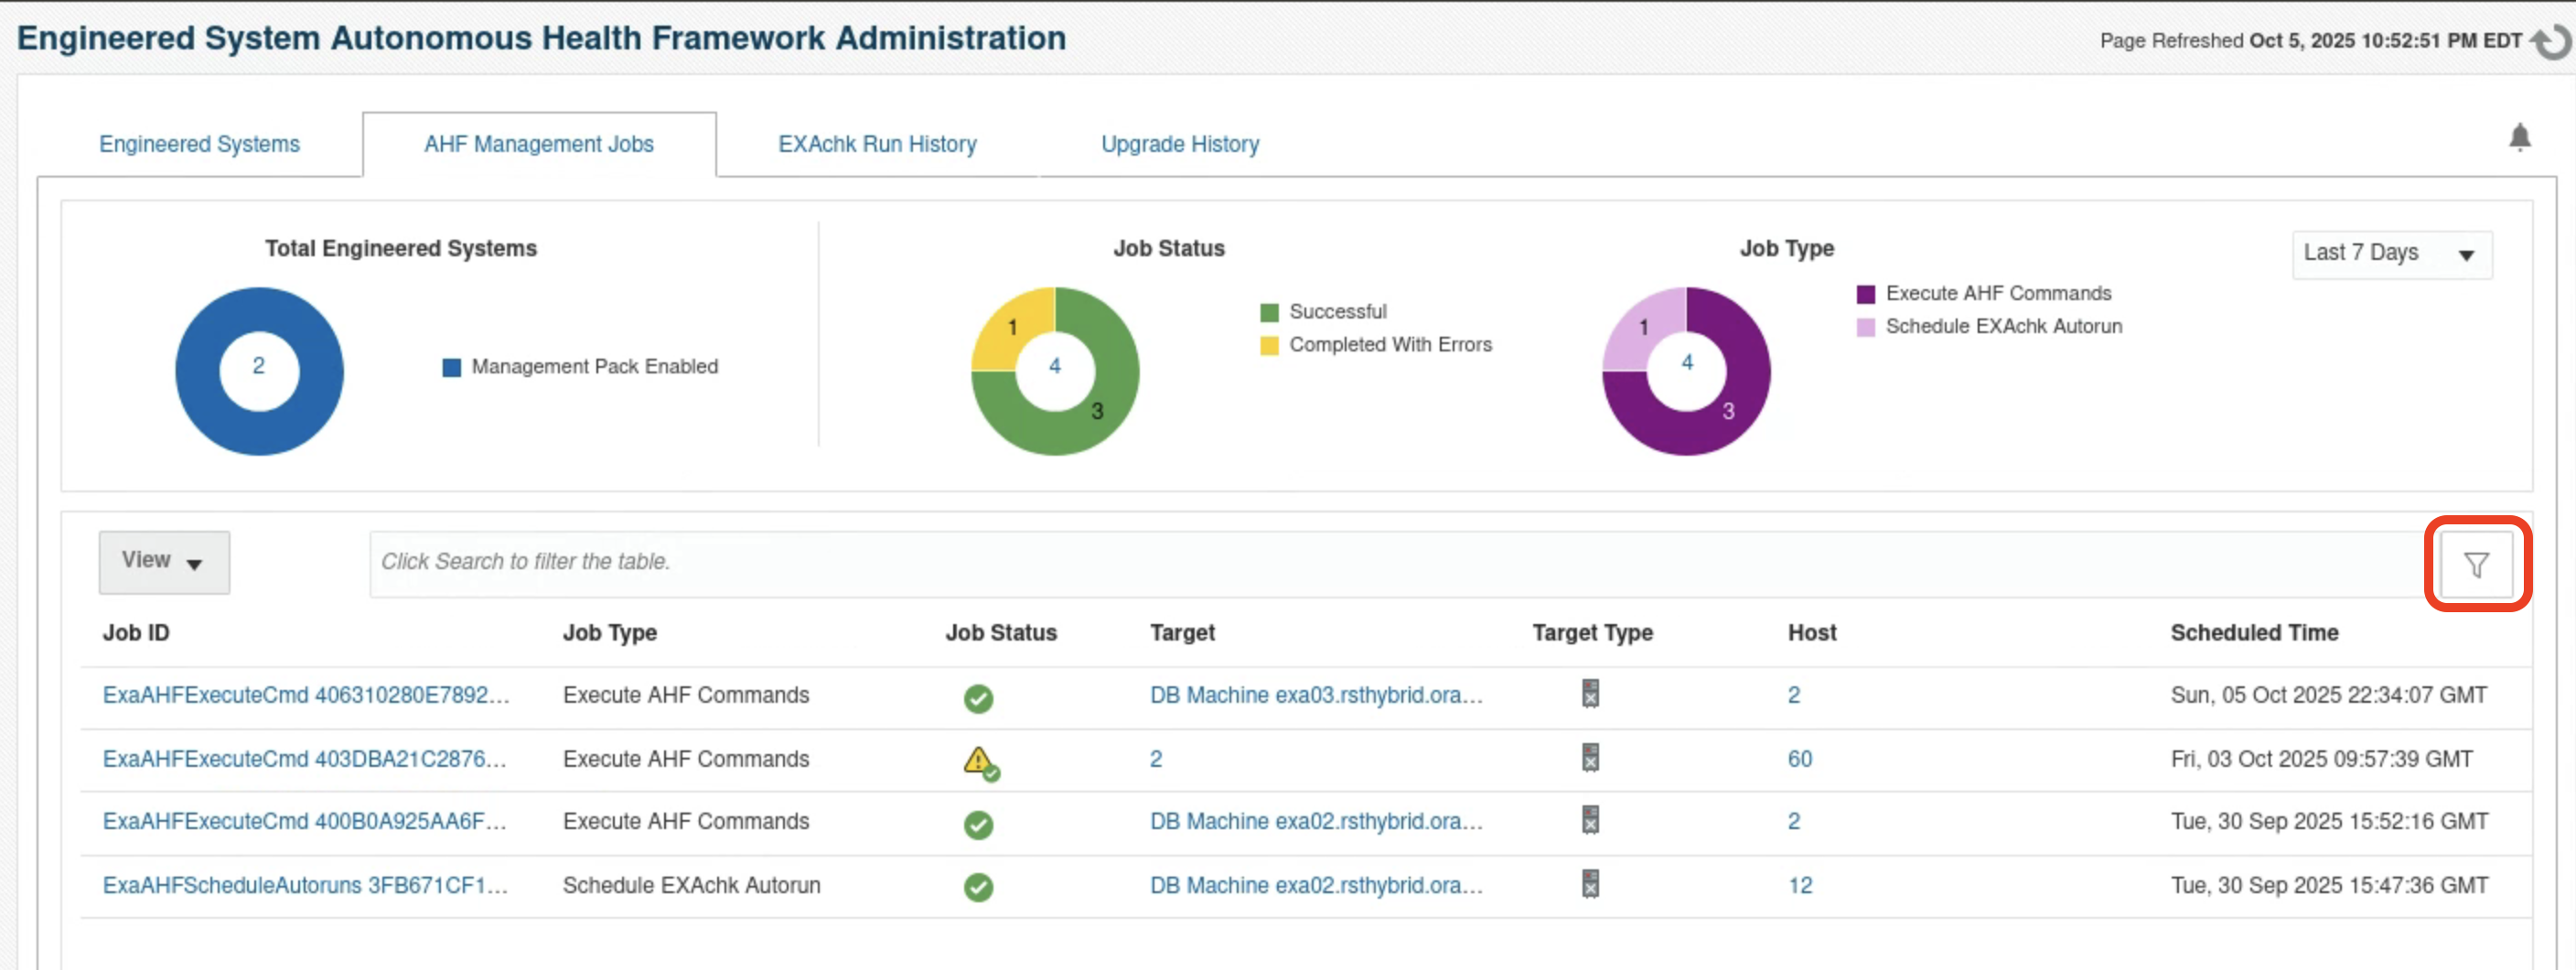 Engineered System Autonomous Health Framework Administration
Page Refreshed Oct 5, 2025 10:52:51 PM EDT
Engineered Systems
AHF Management Jobs
EXAchk Run History
Upgrade History
Total Engineered Systems
2
Management Pack Enabled
Job Status
1
4
3
Successful
Completed With Errors
Job Type
1
4
3
Execute AHF Commands
Schedule EXAchk Autorun
Last 7 Days
View
Click Search to filter the table.
Job ID Job Type Job Status Target Target Type Host Scheduled Time
ExaAHFExecuteCmd 406310280E7892... Execute AHF Commands DB Machine exa03.rsthybrid.ora... 2 Sun, 05 Oct 2025 22:34:07 GMT
ExaAHFExecuteCmd 403DBA21C2876... Execute AHF Commands 2 60 Fri, 03 Oct 2025 09:57:39 GMT
ExaAHFExecuteCmd 400B0A925AA6F... Execute AHF Commands DB Machine exa02.rsthybrid.ora... 2 Tue, 30 Sep 2025 15:52:16 GMT
ExaAHFScheduleAutoruns 3FB671CF1... Schedule EXAchk Autorun DB Machine exa02.rsthybrid.ora... 12 Tue, 30 Sep 2025 15:47:36 GMT